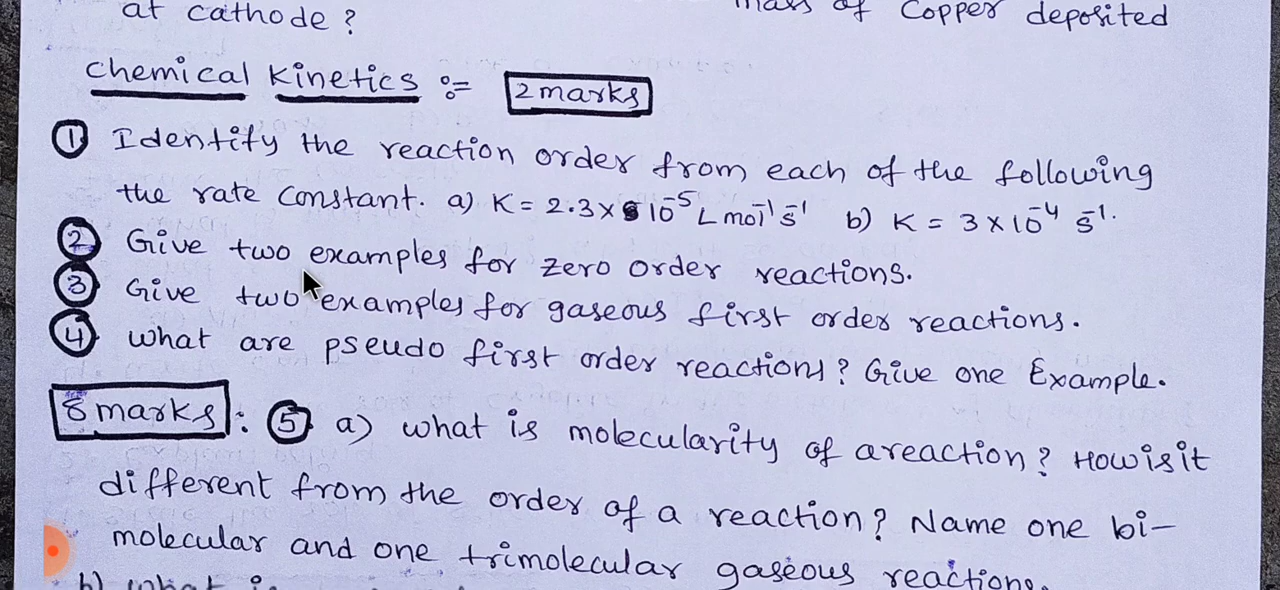 at cathode ?
mass of Copper deposited
Chemical Kinetics := 2 marks
① Identify the reaction order from each of the following
the rate constant. a) K = 2.3 × 10⁻⁵ L mol⁻¹ s⁻¹ b) K = 3 × 10⁻⁴ s⁻¹.
② Give two examples for zero order reactions.
③ Give two examples for gaseous first order reactions.
④ what are pseudo first order reactions? Give one Example.
8 marks : ⑤ a) what is molecularity of a reaction? How is it
different from the order of a reaction? Name one bi-
molecular and one trimolecular gaseous reactions.
b) what is